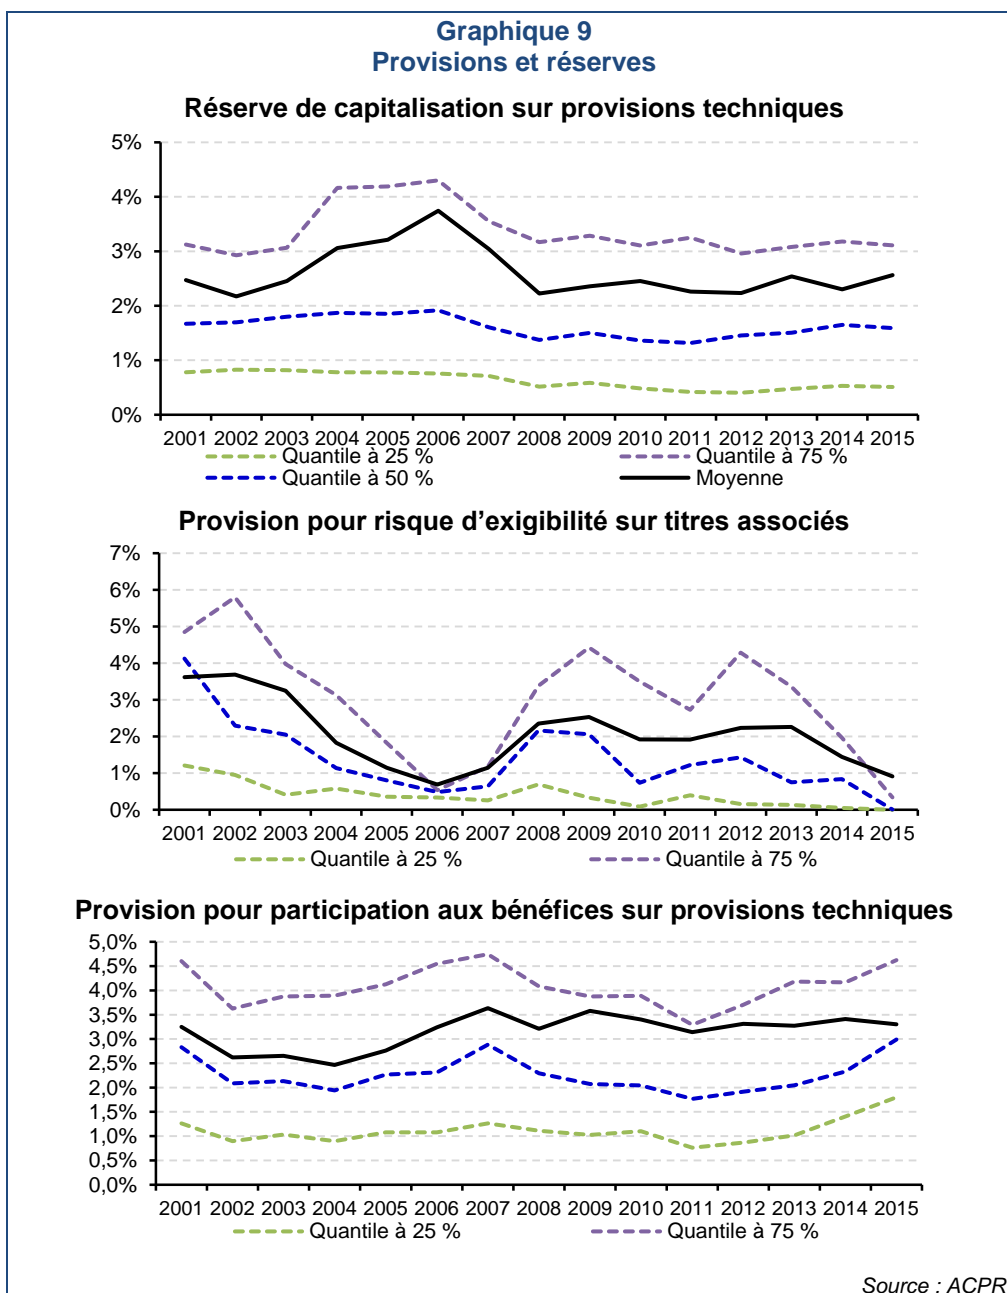 Graphique 9
Provisions et réserves
Réserve de capitalisation sur provisions techniques
5%
4%
3%
2%
1%
0%
2001 2002 2003 2004 2005 2006 2007 2008 2009 2010 2011 2012 2013 2014 2015
Quantile à 25 % Quantile à 75 %
Quantile à 50 % Moyenne
Provision pour risque d’exigibilité sur titres associés
7%
6%
5%
4%
3%
2%
1%
0%
2001 2002 2003 2004 2005 2006 2007 2008 2009 2010 2011 2012 2013 2014 2015
Quantile à 25 % Quantile à 75 %
Provision pour participation aux bénéfices sur provisions techniques
5,0%
4,5%
4,0%
3,5%
3,0%
2,5%
2,0%
1,5%
1,0%
0,5%
0,0%
2001 2002 2003 2004 2005 2006 2007 2008 2009 2010 2011 2012 2013 2014 2015
Quantile à 25 % Quantile à 75 %
Source : ACPR